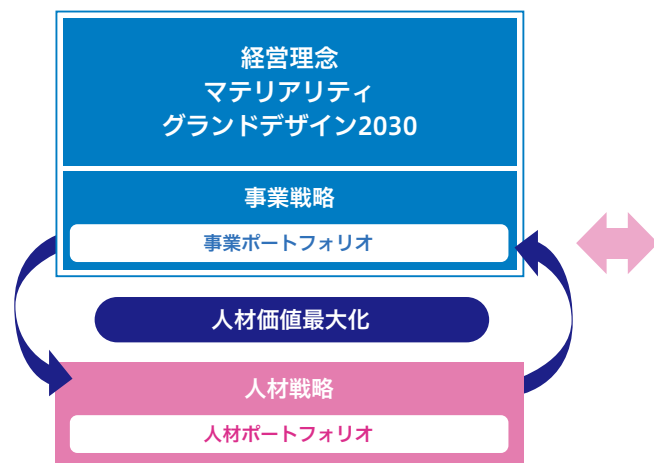 経営理念
マテリアリティ
グランドデザイン2030
事業戦略
事業ポートフォリオ
人材価値最大化
人材戦略
人材ポートフォリオ